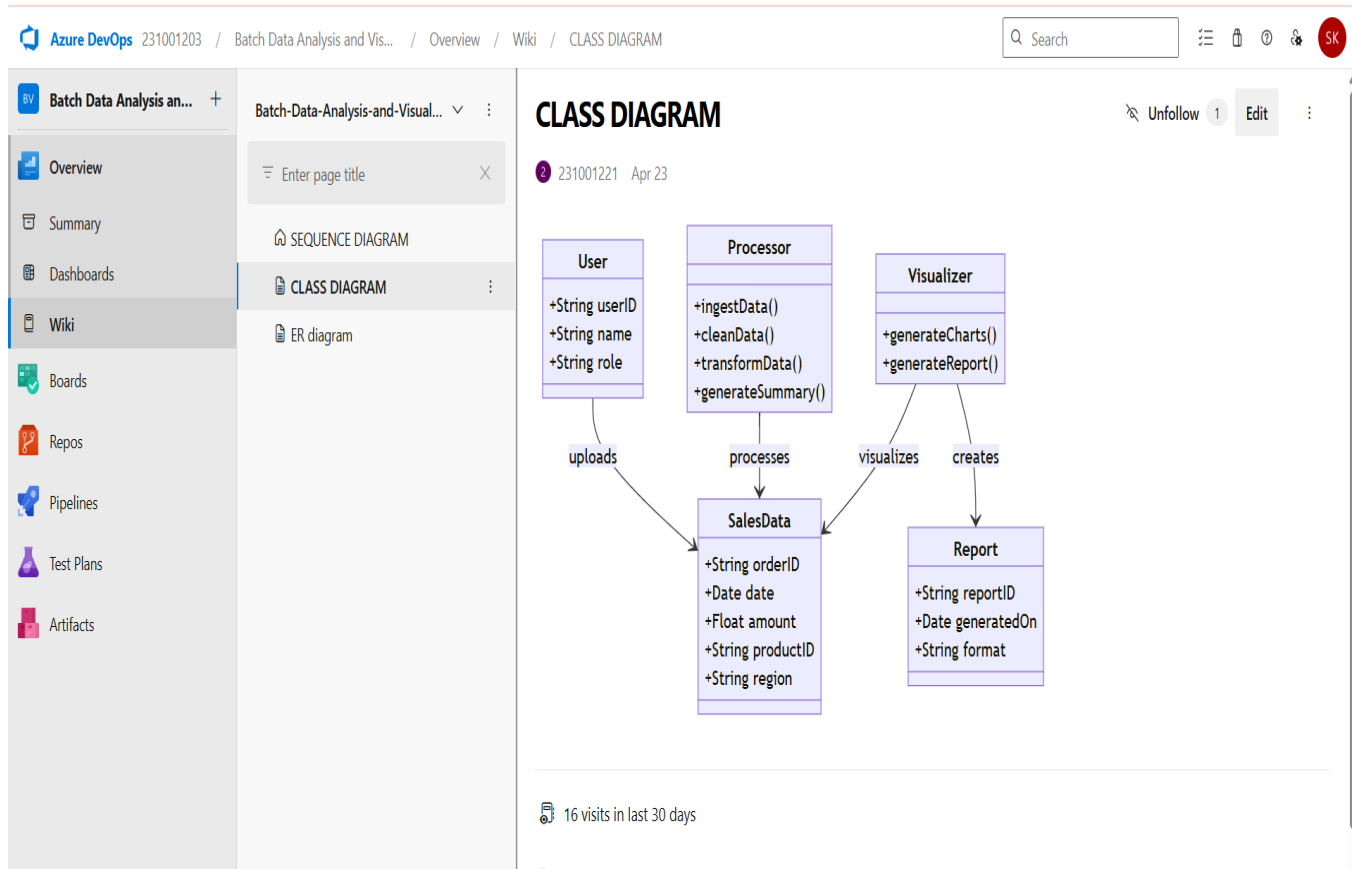 Azure DevOps 231001203 / Batch Data Analysis and Vis... / Overview / Wiki / CLASS DIAGRAM
Search
SK
BV Batch Data Analysis an... +
Overview
Summary
Dashboards
Wiki
Boards
Repos
Pipelines
Test Plans
Artifacts
Batch-Data-Analysis-and-Visual...
Enter page title
SEQUENCE DIAGRAM
CLASS DIAGRAM
ER diagram
CLASS DIAGRAM
Unfollow 1 Edit
2 231001221 Apr 23
User
+String userID
+String name
+String role
Processor
+ingestData()
+cleanData()
+transformData()
+generateSummary()
Visualizer
+generateCharts()
+generateReport()
uploads
processes
visualizes
creates
SalesData
+String orderID
+Date date
+Float amount
+String productID
+String region
Report
+String reportID
+Date generatedOn
+String format
16 visits in last 30 days